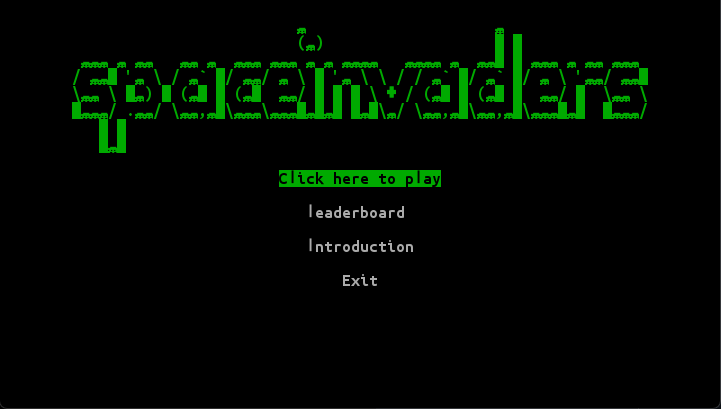 spaceinvaders
Click here to play
leaderboard
Introduction
Exit